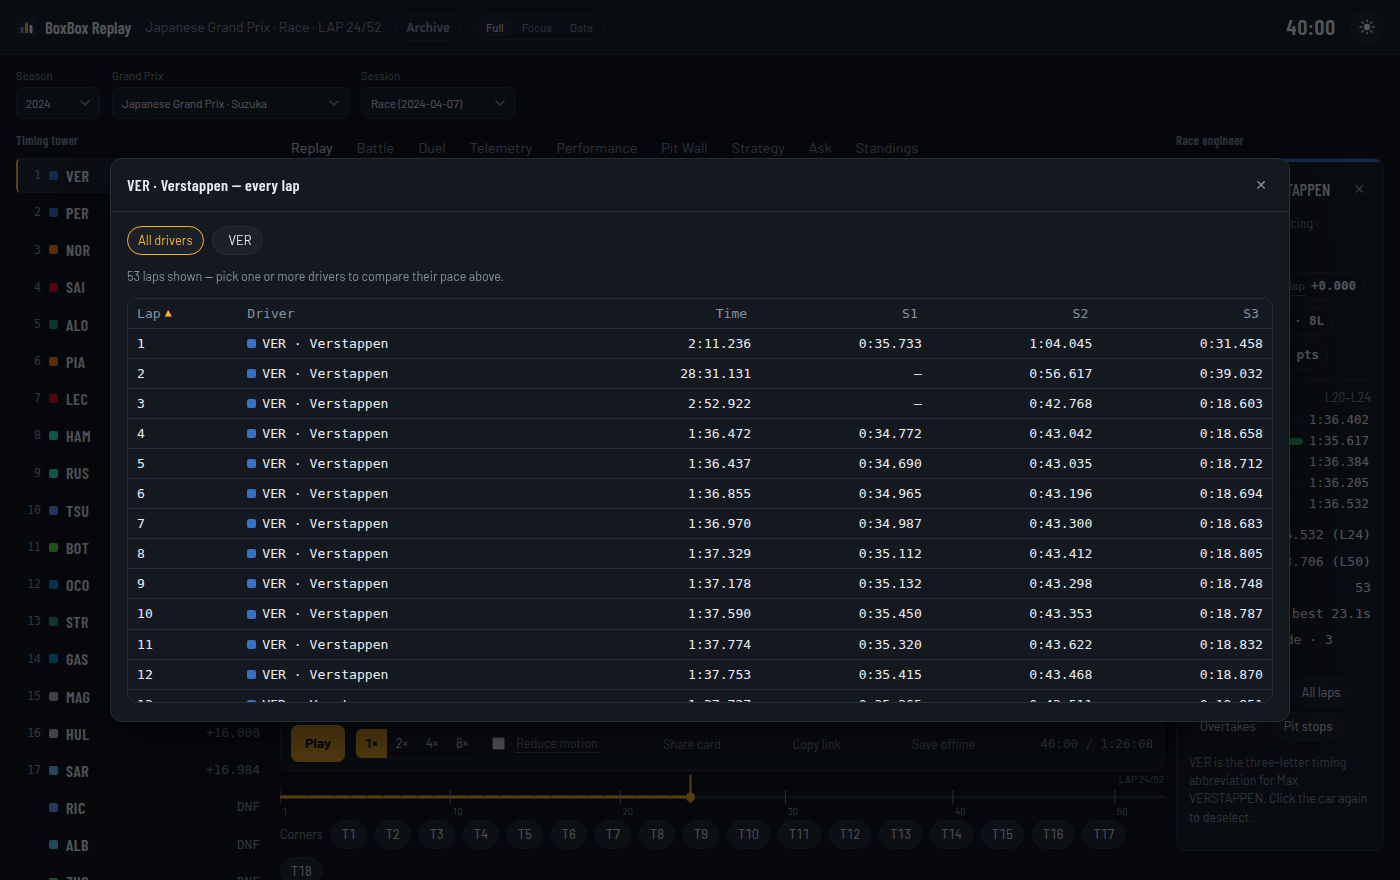 BoxBox Replay Japanese Grand Prix · Race · LAP 24/52 Archive Full Focus Data 40:00
Season Grand Prix Session
2024 Japanese Grand Prix · Suzuka Race (2024-04-07)
Timing tower
Replay Battle Duel Telemetry Performance Pit Wall Strategy Ask Standings
Race engineer
1 VER
2 PER
3 NOR
4 SAI
5 ALO
6 PIA
7 LEC
8 HAM
9 RUS
10 TSU
11 BOT
12 OCO
13 STR
14 GAS
15 MAG
16 HUL +16.000
17 SAR +16.984
RIC DNF
ALB DNF
VER · Verstappen — every lap ×
All drivers VER
53 laps shown — pick one or more drivers to compare their pace above.
Lap ▲ Driver Time S1 S2 S3
1 VER · Verstappen 2:11.236 0:35.733 1:04.045 0:31.458
2 VER · Verstappen 28:31.131 — 0:56.617 0:39.032
3 VER · Verstappen 2:52.922 — 0:42.768 0:18.603
4 VER · Verstappen 1:36.472 0:34.772 0:43.042 0:18.658
5 VER · Verstappen 1:36.437 0:34.690 0:43.035 0:18.712
6 VER · Verstappen 1:36.855 0:34.965 0:43.196 0:18.694
7 VER · Verstappen 1:36.970 0:34.987 0:43.300 0:18.683
8 VER · Verstappen 1:37.329 0:35.112 0:43.412 0:18.805
9 VER · Verstappen 1:37.178 0:35.132 0:43.298 0:18.748
10 VER · Verstappen 1:37.590 0:35.450 0:43.353 0:18.787
11 VER · Verstappen 1:37.774 0:35.320 0:43.622 0:18.832
12 VER · Verstappen 1:37.753 0:35.415 0:43.468 0:18.870
TAPPEN ×
cing ·
+0.000
· 8L
pts
L20–L24
1:36.402
1:35.617
1:36.384
1:36.205
1:36.532
.532 (L24)
.706 (L50)
53
best 23.1s
· 3
All laps
Overtakes Pit stops
VER is the three-letter timing
abbreviation for Max
VERSTAPPEN. Click the car again
to deselect.
Play 1× 2× 4× 8× Reduce motion Share card Copy link Save offline 40:00 / 1:26:08
LAP 24/52
1 10 20 30 40 50
Corners T1 T2 T3 T4 T5 T6 T7 T8 T9 T10 T11 T12 T13 T14 T15 T16 T17
T18